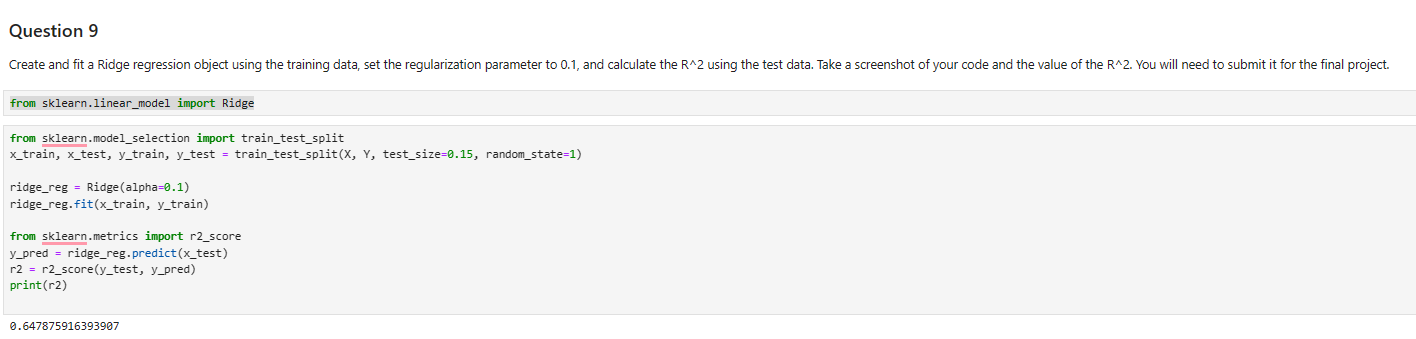 Question 9
Create and fit a Ridge regression object using the training data, set the regularization parameter to 0.1, and calculate the R^2 using the test data. Take a screenshot of your code and the value of the R^2. You will need to submit it for the final project.
from sklearn.linear_model import Ridge
from sklearn.model_selection import train_test_split
x_train, x_test, y_train, y_test = train_test_split(X, Y, test_size=0.15, random_state=1)
ridge_reg = Ridge(alpha=0.1)
ridge_reg.fit(x_train, y_train)
from sklearn.metrics import r2_score
y_pred = ridge_reg.predict(x_test)
r2 = r2_score(y_test, y_pred)
print(r2)
0.647875916393907